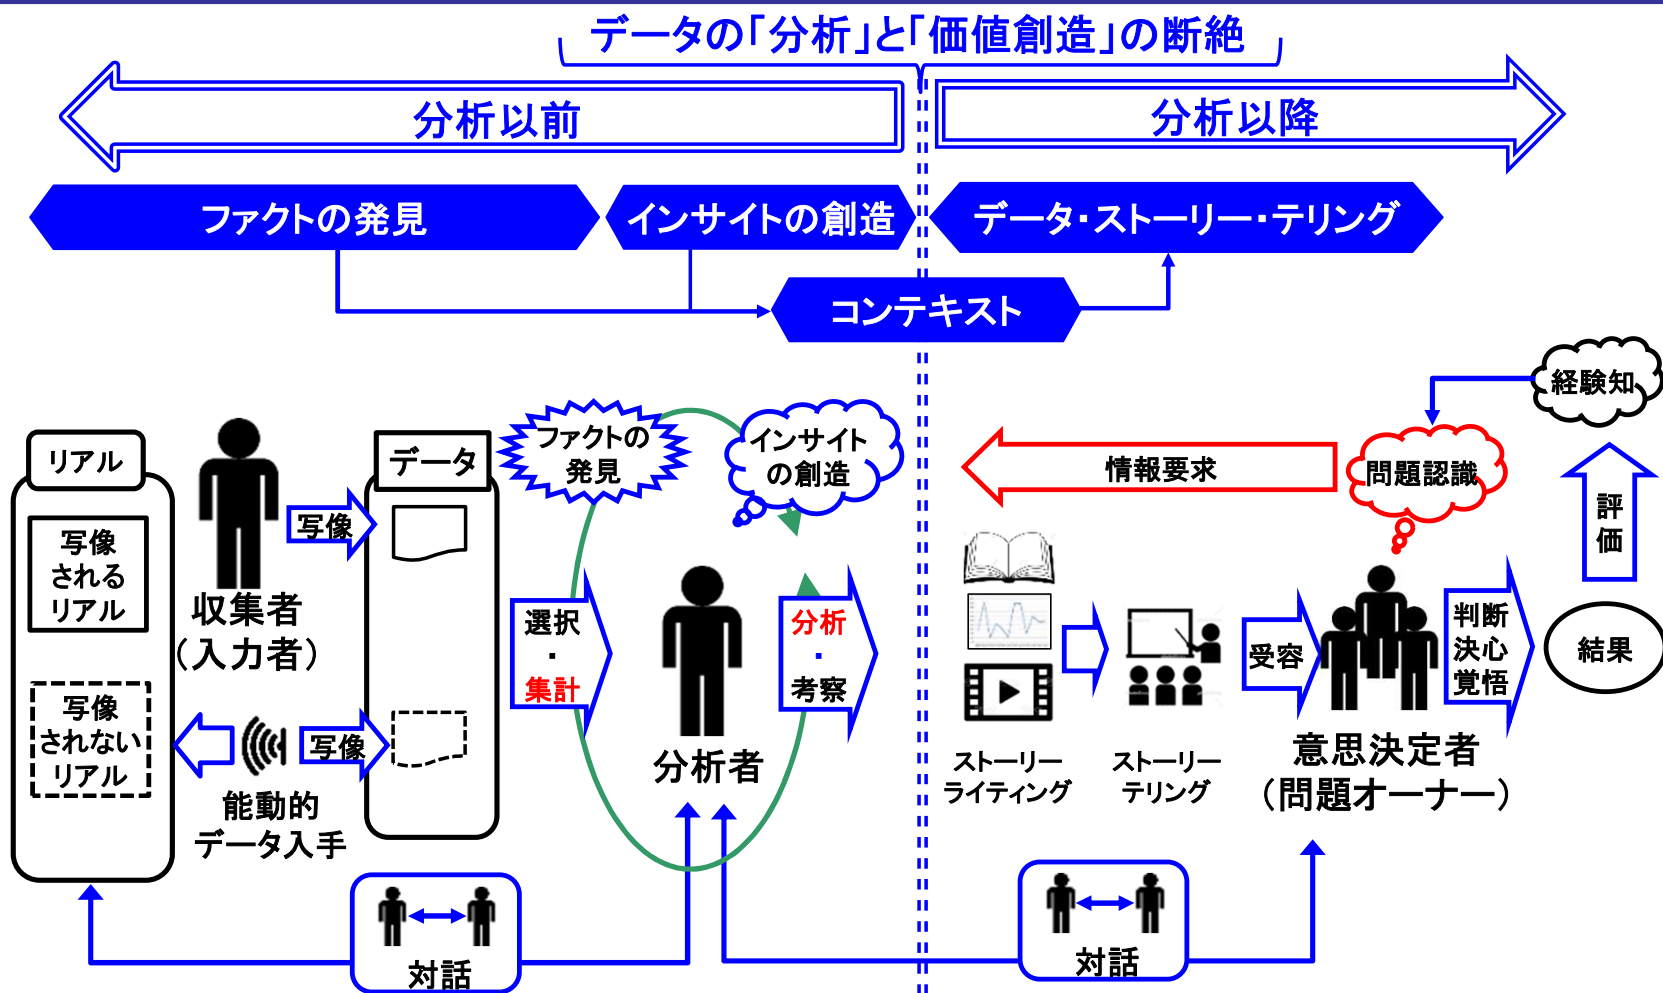 データの「分析」と「価値創造」の断絶
分析以前
分析以降
ファクトの発見
インサイトの創造
データ・ストーリー・テリング
コンテキスト
リアル
写像
される
リアル
写像
されない
リアル
収集者
（入力者）
写像
能動的
データ入手
写像
データ
ファクトの
発見
インサイト
の創造
選択
・
集計
分析者
分析
・
考察
対話
情報要求
問題認識
経験知
評
価
結果
ストーリー
ライティング
ストーリー
テリング
受容
意思決定者
（問題オーナー）
判断
決心
覚悟
対話